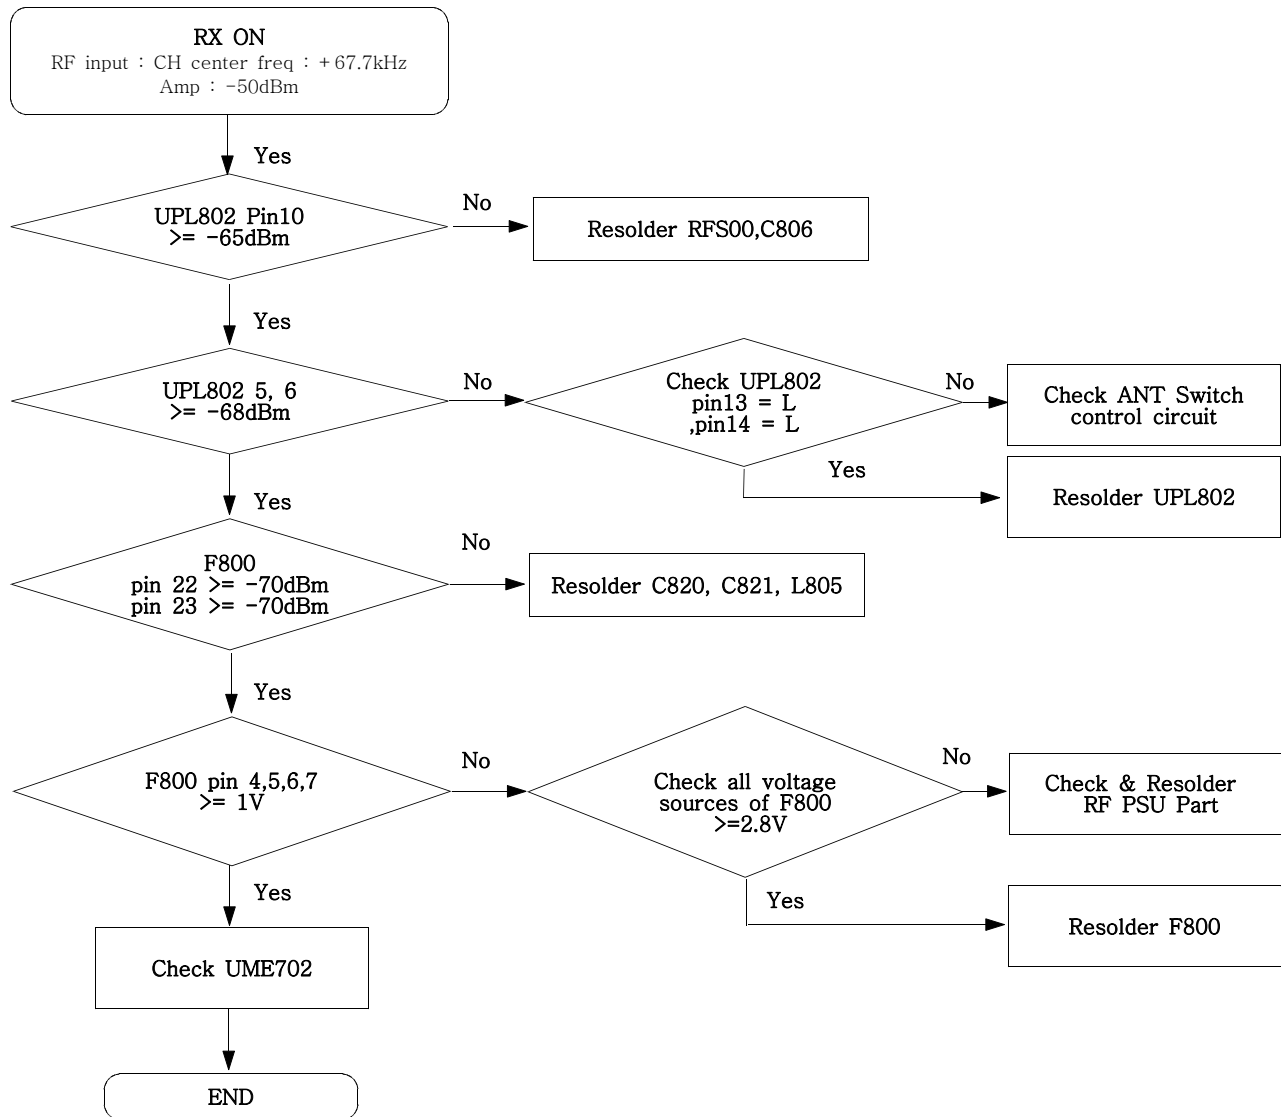 RX ON
RF input : CH center freq : +67.7kHz
Amp : -50dBm
Yes
UPL802 Pin10
>= -65dBm
No
Resolder RFS00,C806
Yes
UPL802 5, 6
>= -68dBm
No
Check UPL802
pin13 = L
,pin14 = L
No
Check ANT Switch
control circuit
Yes
Resolder UPL802
Yes
F800
pin 22 >= -70dBm
pin 23 >= -70dBm
No
Resolder C820, C821, L805
Yes
F800 pin 4,5,6,7
>= 1V
No
Check all voltage
sources of F800
>=2.8V
No
Check & Resolder
RF PSU Part
Yes
Resolder F800
Yes
Check UME702
END